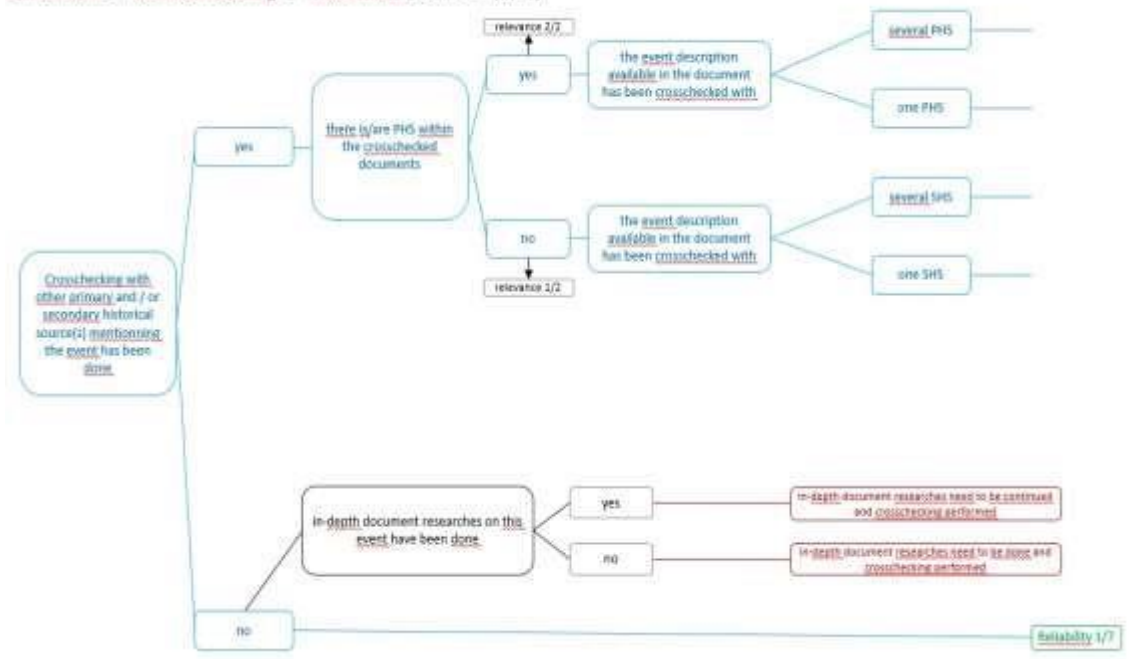 relevance 2/2
several PHS
yes
the event description
available in the document
has been crosschecked with
one PHS
yes
there is/are PHS within
the crosschecked
documents
several SHS
no
the event description
available in the document
has been crosschecked with
one SHS
relevance 1/2
Crosschecking with
other primary and / or
secondary historical
source(s) mentionning
the event has been
done
in-depth document researches on this
event have been done
yes
in-depth document researches need to be continued
and crosschecking performed
no
in-depth document researches need to be done and
crosschecking performed
no
Reliability 1/7